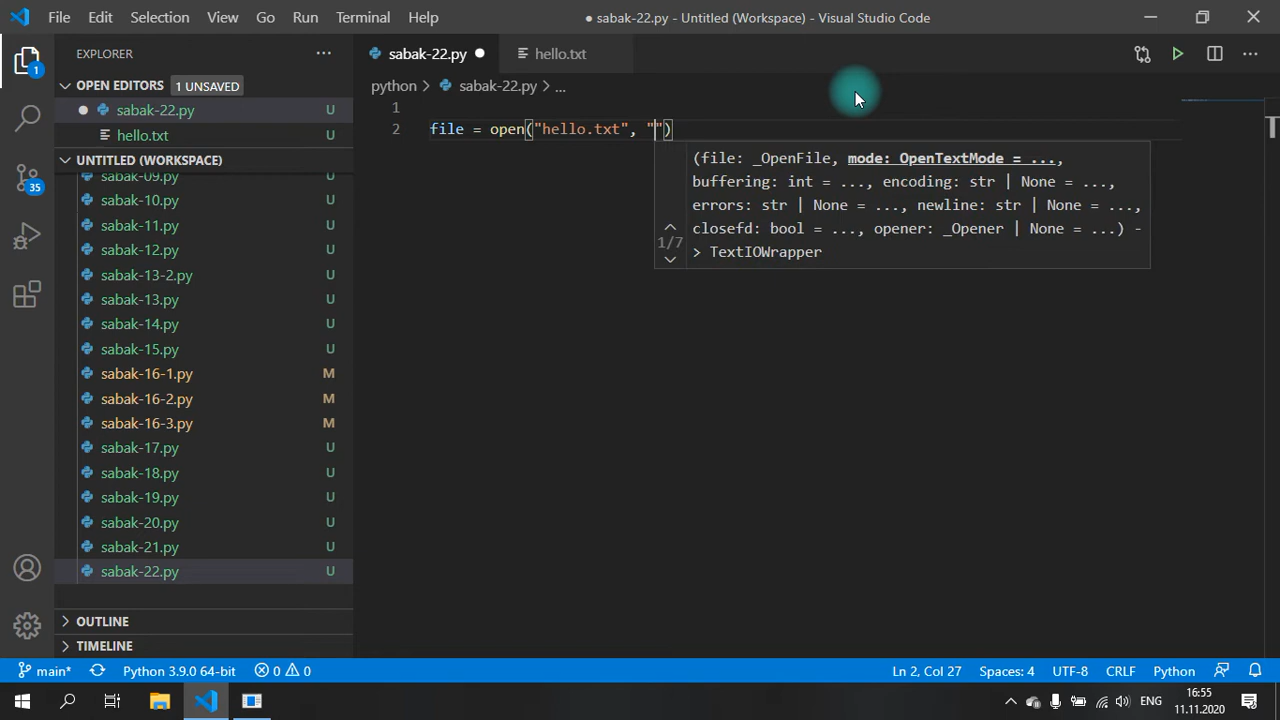 File Edit Selection View Go Run Terminal Help
● sabak-22.py - Untitled (Workspace) - Visual Studio Code
EXPLORER
OPEN EDITORS 1 UNSAVED
sabak-22.py U
hello.txt U
UNTITLED (WORKSPACE)
sabak-09.py U
sabak-10.py U
sabak-11.py U
sabak-12.py U
sabak-13-2.py U
sabak-13.py U
sabak-14.py U
sabak-15.py U
sabak-16-1.py M
sabak-16-2.py M
sabak-16-3.py M
sabak-17.py U
sabak-18.py U
sabak-19.py U
sabak-20.py U
sabak-21.py U
sabak-22.py U
OUTLINE
TIMELINE
1
35
sabak-22.py hello.txt
python > sabak-22.py > ...
1
2 file = open("hello.txt", "")
(file: _OpenFile, mode: OpenTextMode = ...,
buffering: int = ..., encoding: str | None = ...,
errors: str | None = ..., newline: str | None = ...,
closefd: bool = ..., opener: _Opener | None = ...) -
> TextIOWrapper
1/7
main* Python 3.9.0 64-bit 0 0 Ln 2, Col 27 Spaces: 4 UTF-8 CRLF Python
ENG 16:55
11.11.2020